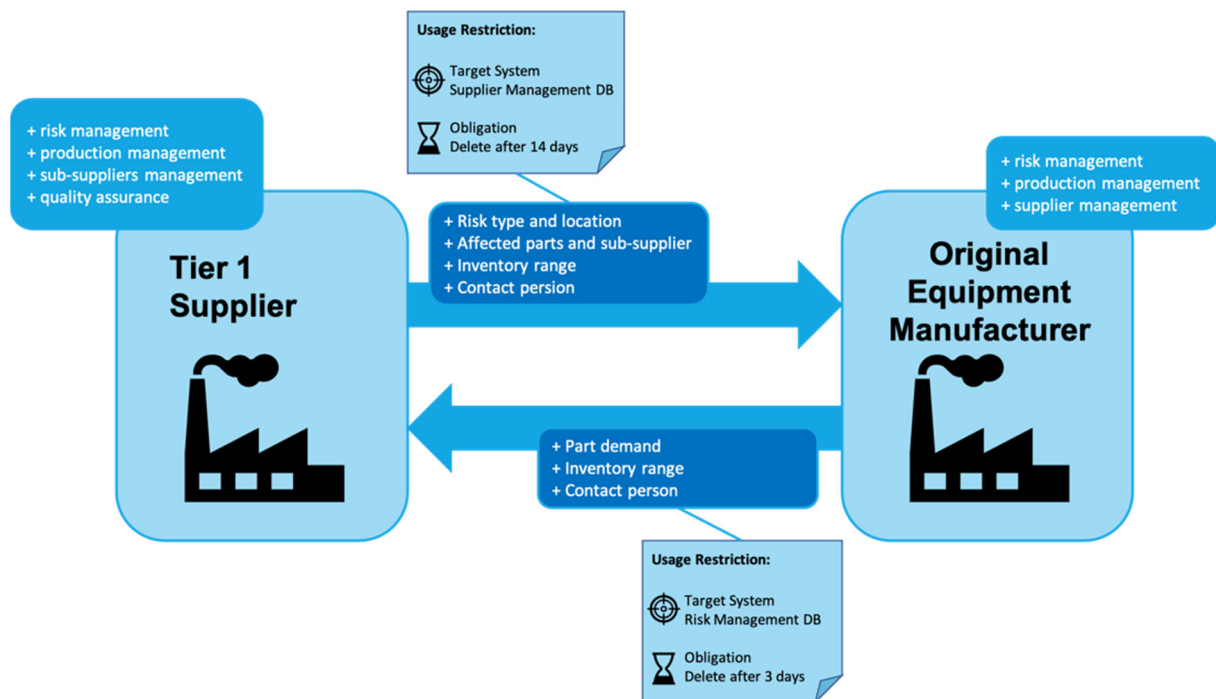 Usage Restriction:
Target System
Supplier Management DB
Obligation
Delete after 14 days
+ risk management
+ production management
+ sub-suppliers management
+ quality assurance
+ risk management
+ production management
+ supplier management
Tier 1
Supplier
+ Risk type and location
+ Affected parts and sub-supplier
+ Inventory range
+ Contact persion
Original
Equipment
Manufacturer
+ Part demand
+ Inventory range
+ Contact person
Usage Restriction:
Target System
Risk Management DB
Obligation
Delete after 3 days